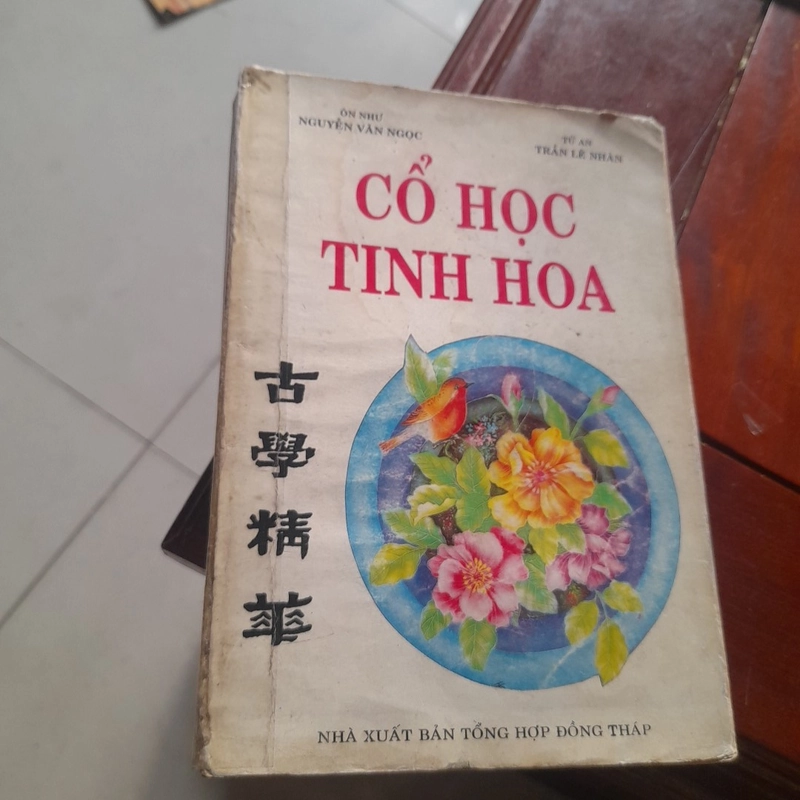 ÔN NHƯ
NGUYỄN VĂN NGỌC
TỬ AN
TRẦN LÊ NHÂN
CỔ HỌC
TINH HOA
古
學
精
華
NHÀ XUẤT BẢN TỔNG HỢP ĐỒNG THÁP